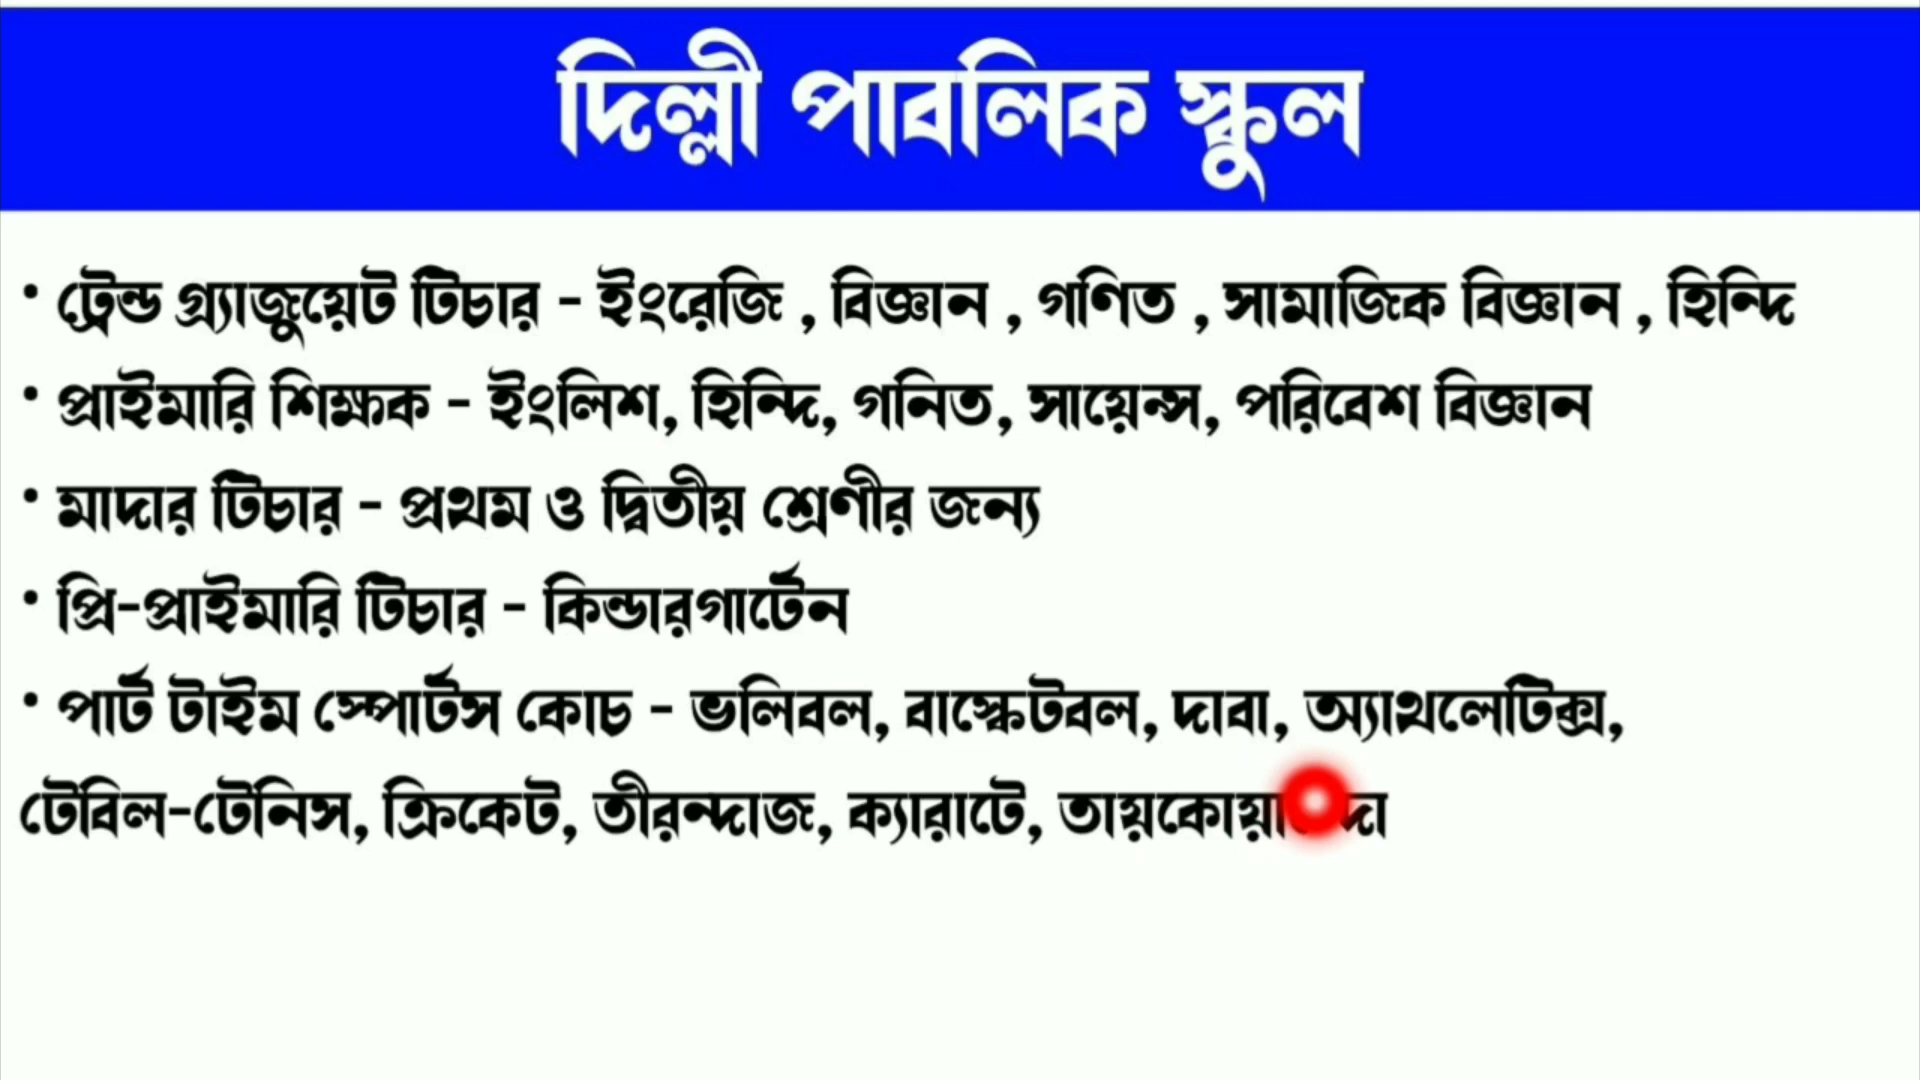 দিল্লী পাবলিক স্কুল
· ট্রেন্ড গ্র্যাজুয়েট টিচার - ইংরেজি , বিজ্ঞান , গণিত , সামাজিক বিজ্ঞান , হিন্দি
· প্রাইমারি শিক্ষক - ইংলিশ, হিন্দি, গনিত, সায়েন্স, পরিবেশ বিজ্ঞান
· মাদার টিচার - প্রথম ও দ্বিতীয় শ্রেণীর জন্য
· প্রি-প্রাইমারি টিচার - কিন্ডারগার্টেন
· পার্ট টাইম স্পোর্টস কোচ - ভলিবল, বাস্কেটবল, দাবা, অ্যাথলেটিক্স,
টেবিল-টেনিস, ক্রিকেট, তীরন্দাজ, ক্যারাটে,